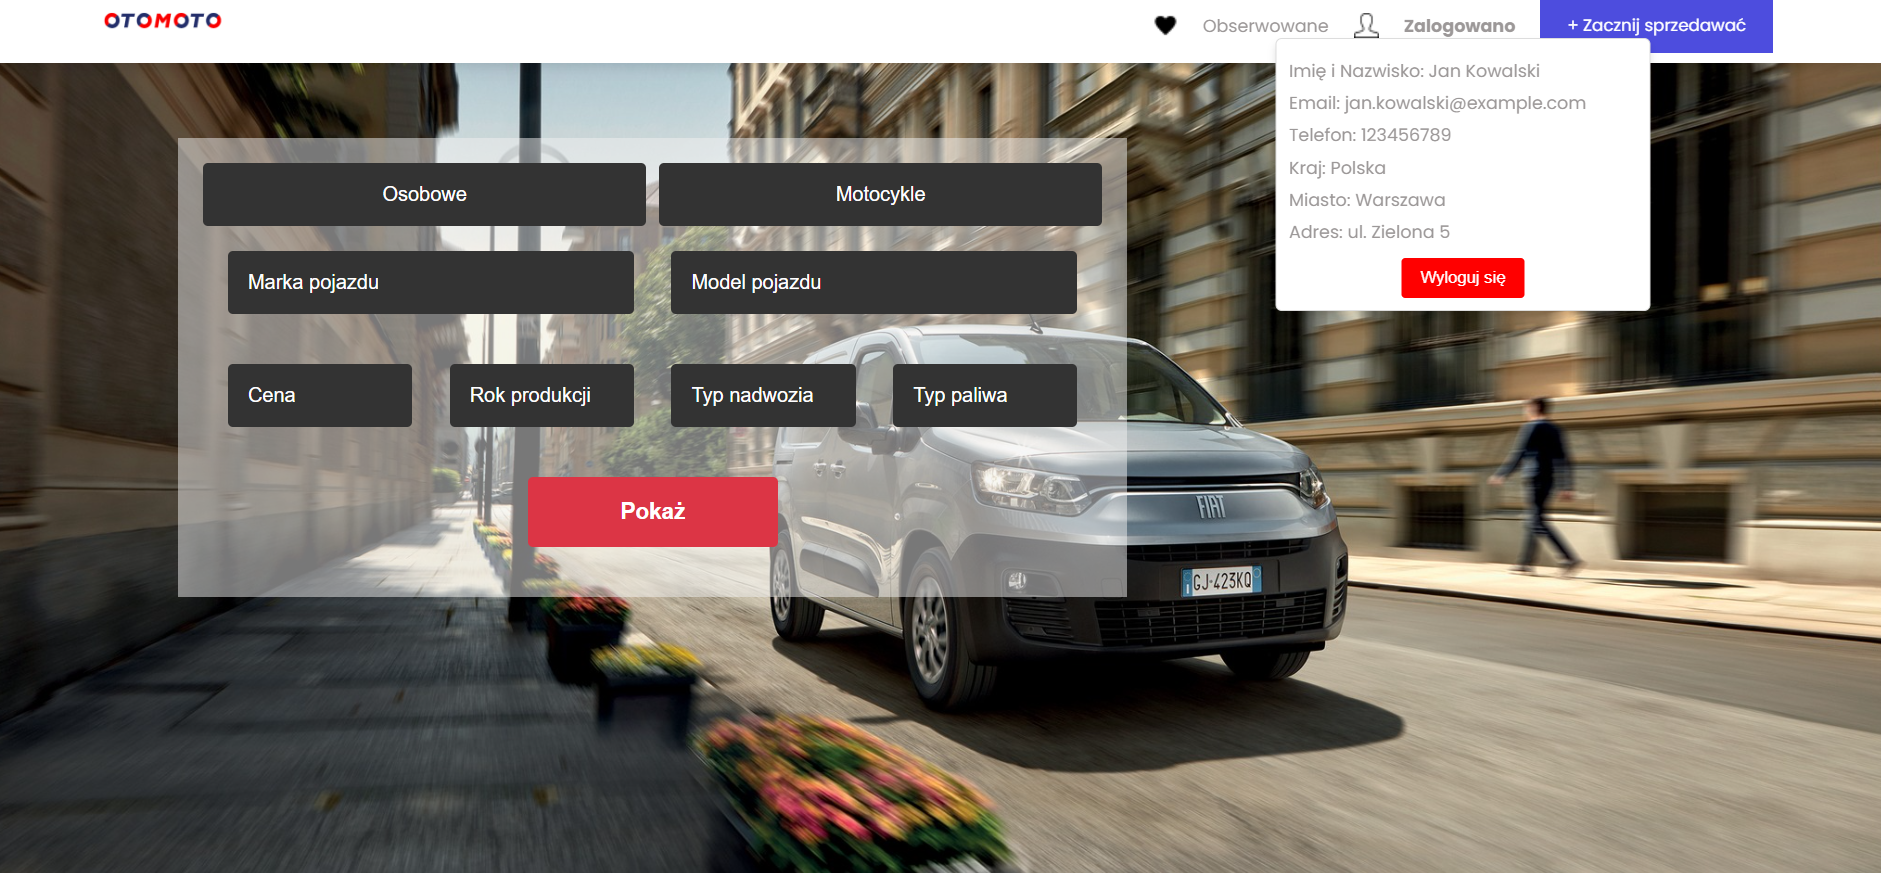 OTOMOTO
Obserwowane
Zalogowano
+ Zacznij sprzedawać
Imię i Nazwisko: Jan Kowalski
Email: jan.kowalski@example.com
Telefon: 123456789
Kraj: Polska
Miasto: Warszawa
Adres: ul. Zielona 5
Wyloguj się
Osobowe
Motocykle
Marka pojazdu
Model pojazdu
Cena
Rok produkcji
Typ nadwozia
Typ paliwa
Pokaż
FIAT
GJ·423KQ